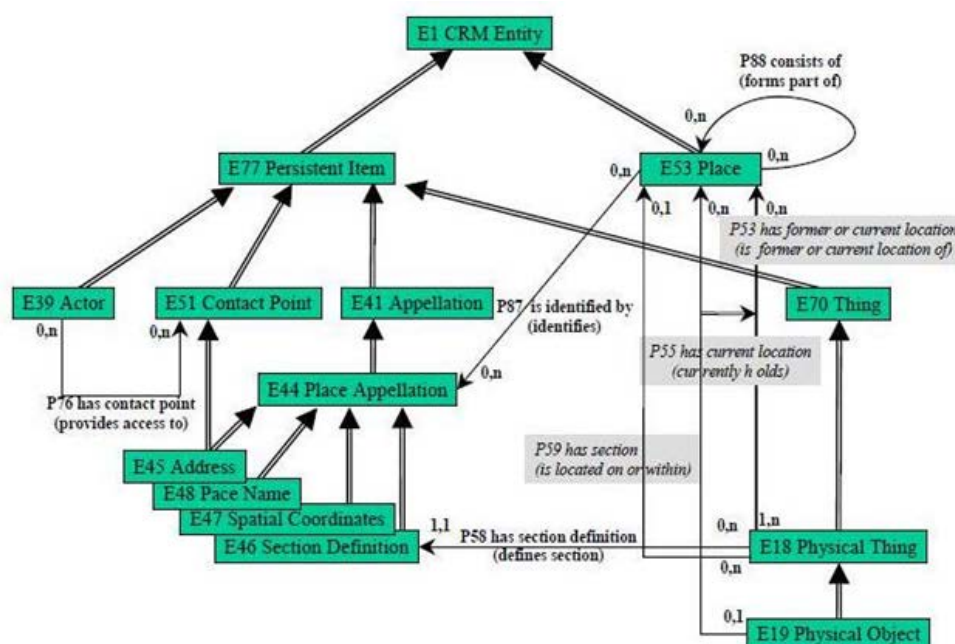 E1 CRM Entity
P88 consists of
(forms part of)
0,n
0,n
E77 Persistent Item
0,n
E53 Place
0,1
0,n
0,n
P53 has former or current location
(is former or current location of)
E39 Actor
E51 Contact Point
E41 Appellation
P87 is identified by
(identifies)
E70 Thing
0,n
0,n
P55 has current location
(currently h olds)
0,n
E44 Place Appellation
P76 has contact point
(provides access to)
P59 has section
(is located on or within)
E45 Address
E48 Pace Name
E47 Spatial Coordinates
E46 Section Definition
1,1
P58 has section definition
(defines section)
0,n
1,n
E18 Physical Thing
0,n
0,1
E19 Physical Object